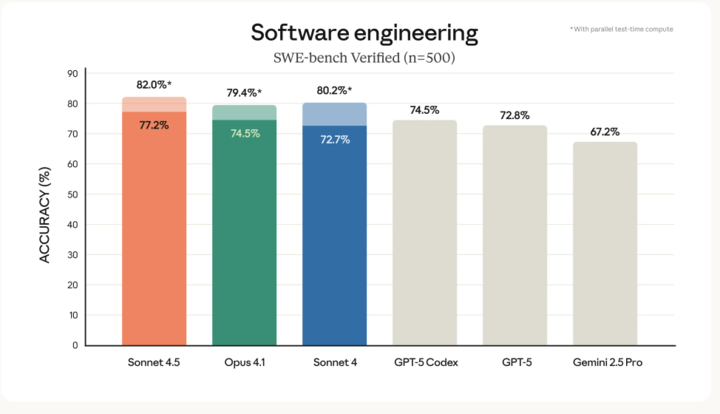 Software engineering
*With parallel test-time compute
SWE-bench Verified (n=500)
90
80
70
60
50
40
30
20
10
0
ACCURACY (%)
82.0%*
77.2%
79.4%*
74.5%
80.2%*
72.7%
74.5%
72.8%
67.2%
Sonnet 4.5
Opus 4.1
Sonnet 4
GPT-5 Codex
GPT-5
Gemini 2.5 Pro